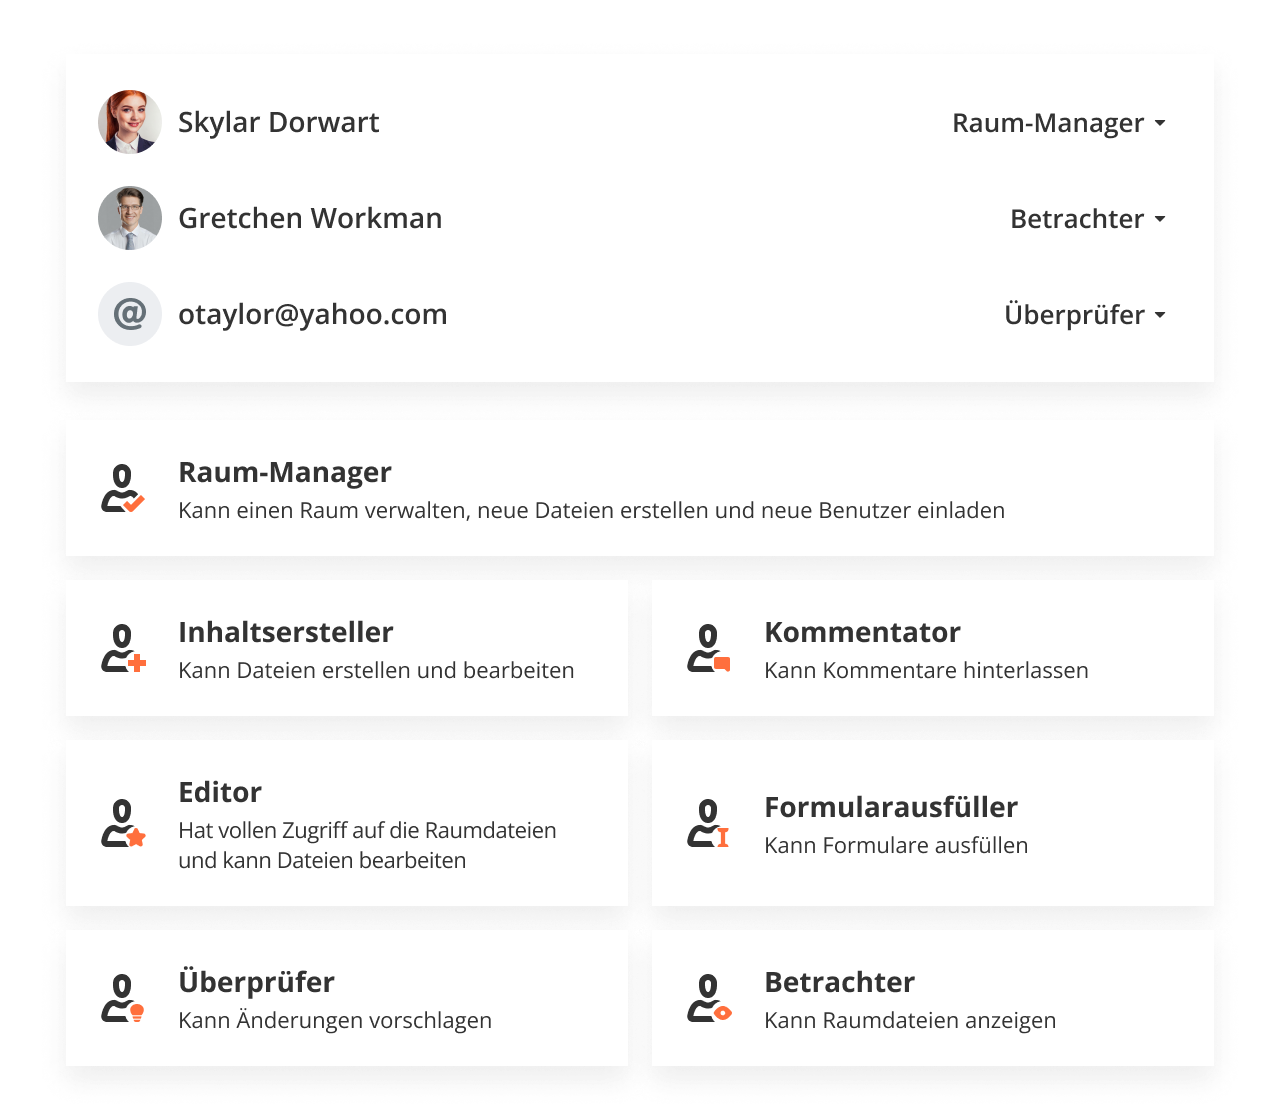 Skylar Dorwart
Raum-Manager
Gretchen Workman
Betrachter
@
otaylor@yahoo.com
Überprüfer
Raum-Manager
Kann einen Raum verwalten, neue Dateien erstellen und neue Benutzer einladen
Inhaltsersteller
Kann Dateien erstellen und bearbeiten
Kommentator
Kann Kommentare hinterlassen
Editor
Hat vollen Zugriff auf die Raumdateien
und kann Dateien bearbeiten
Formularausfüller
Kann Formulare ausfüllen
Überprüfer
Kann Änderungen vorschlagen
Betrachter
Kann Raumdateien anzeigen